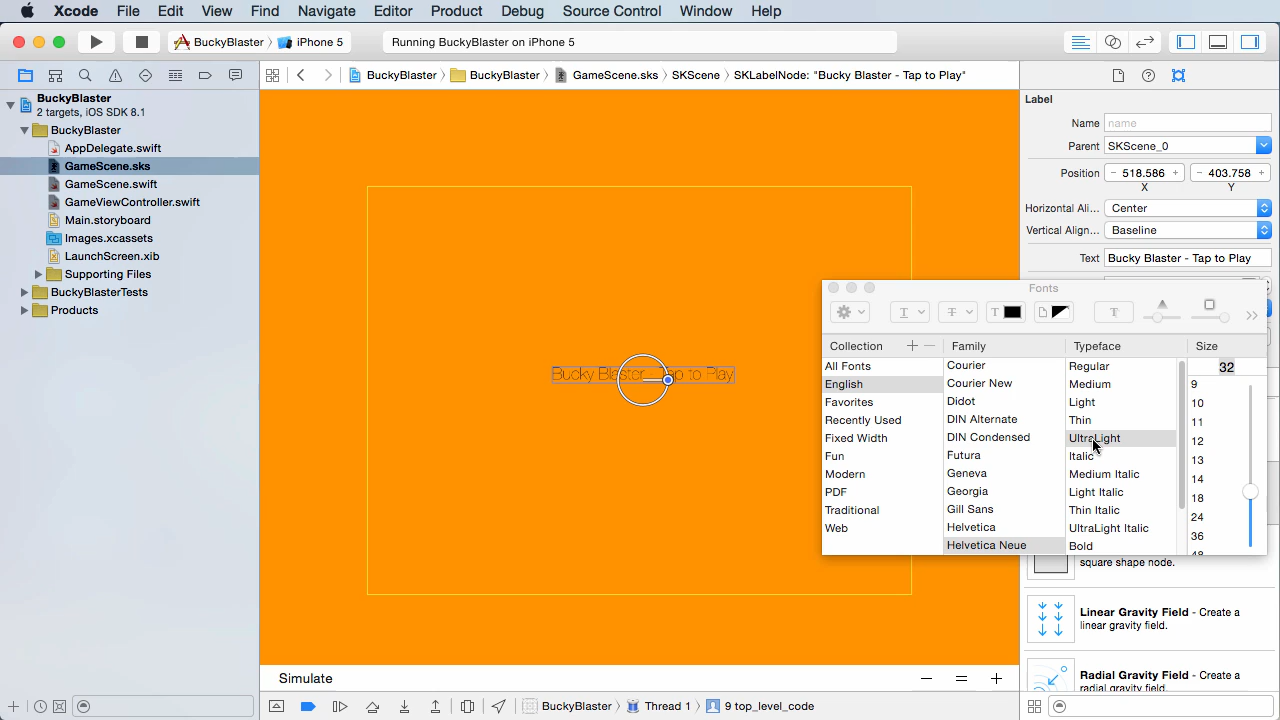 Xcode File Edit View Find Navigate Editor Product Debug Source Control Window Help
BuckyBlaster iPhone 5
Running BuckyBlaster on iPhone 5
BuckyBlaster BuckyBlaster GameScene.sks SKScene SKLabelNode: "Bucky Blaster - Tap to Play"
BuckyBlaster
2 targets, iOS SDK 8.1
BuckyBlaster
AppDelegate.swift
GameScene.sks
GameScene.swift
GameViewController.swift
Main.storyboard
Images.xcassets
LaunchScreen.xib
Supporting Files
BuckyBlasterTests
Products
Bucky Blaster - Tap to Play
Simulate
BuckyBlaster Thread 1 9 top_level_code
Label
Name name
Parent SKScene_0
Position 518.586 403.758
X Y
Horizontal Ali... Center
Vertical Align... Baseline
Text Bucky Blaster - Tap to Play
Fonts
Collection Family Typeface Size
All Fonts
English
Favorites
Recently Used
Fixed Width
Fun
Modern
PDF
Traditional
Web
Courier
Courier New
Didot
DIN Alternate
DIN Condensed
Futura
Geneva
Georgia
Gill Sans
Helvetica
Helvetica Neue
Regular
Medium
Light
Thin
UltraLight
Italic
Medium Italic
Light Italic
Thin Italic
UltraLight Italic
Bold
32
9
10
11
12
13
14
18
24
36
48
square shape node.
Linear Gravity Field - Create a
linear gravity field.
Radial Gravity Field - Create a
radial gravity field.